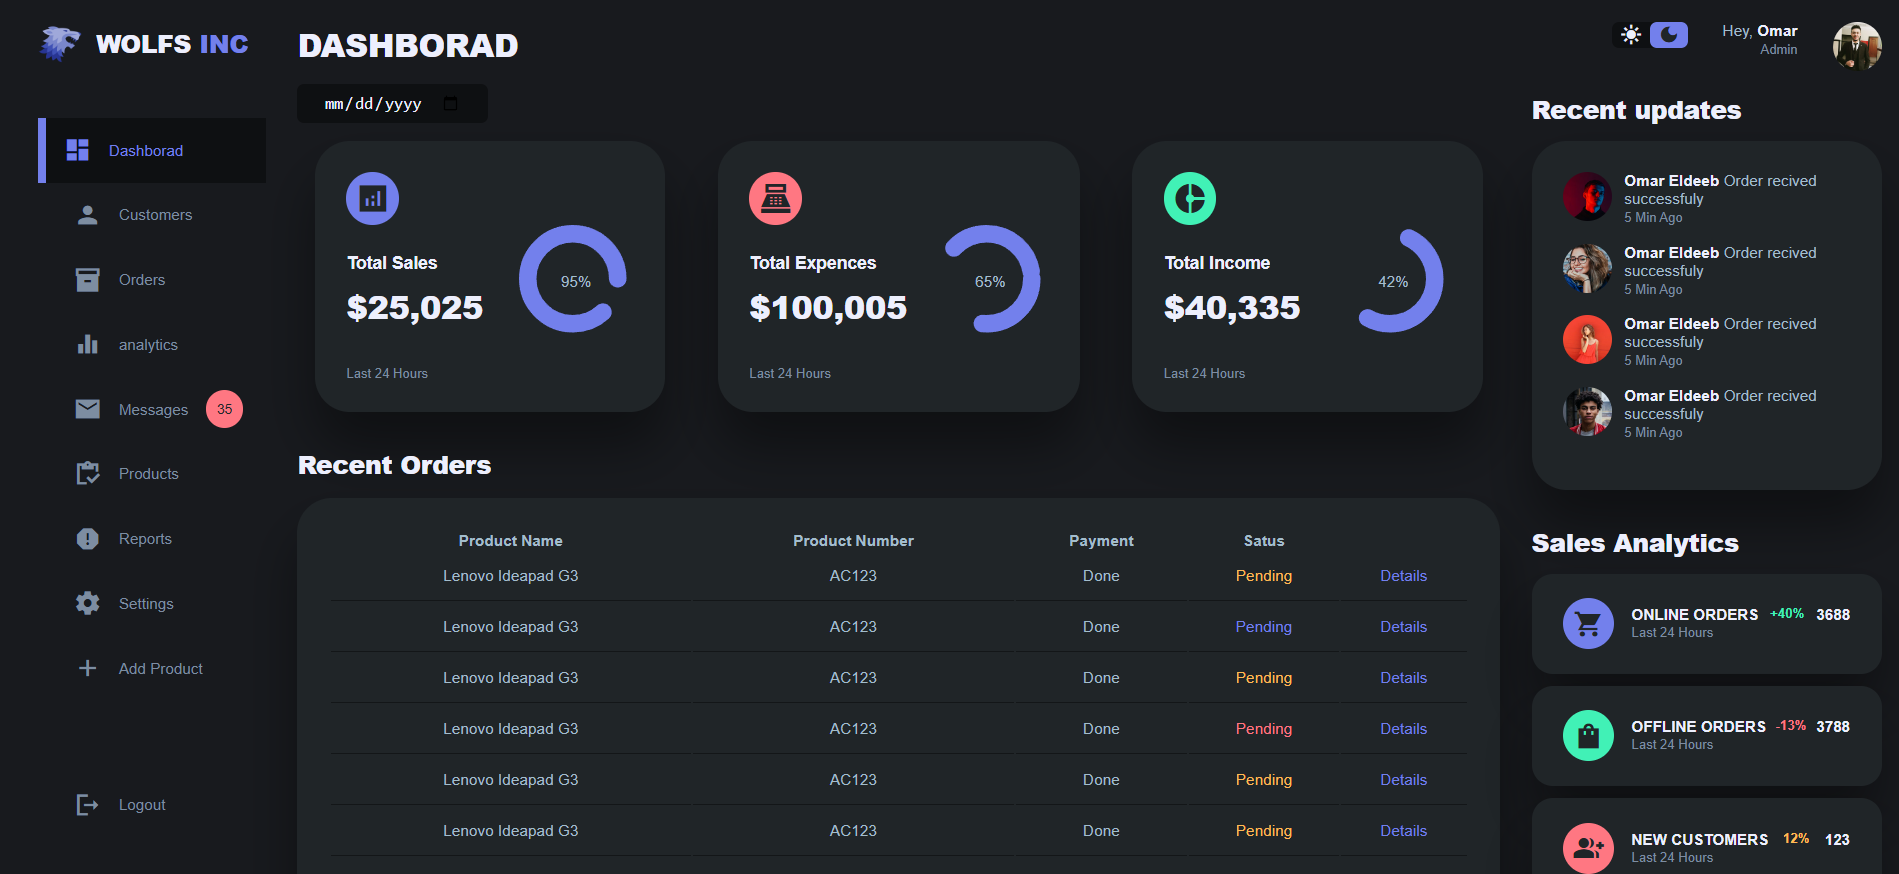 WOLFS INC
Dashborad
Customers
Orders
analytics
Messages 35
Products
Reports
Settings
Add Product
Logout
DASHBORAD
mm/dd/yyyy
Total Sales
$25,025
95%
Last 24 Hours
Total Expences
$100,005
65%
Last 24 Hours
Total Income
$40,335
42%
Last 24 Hours
Recent Orders
Product Name Product Number Payment Satus
Lenovo Ideapad G3 AC123 Done Pending Details
Lenovo Ideapad G3 AC123 Done Pending Details
Lenovo Ideapad G3 AC123 Done Pending Details
Lenovo Ideapad G3 AC123 Done Pending Details
Lenovo Ideapad G3 AC123 Done Pending Details
Lenovo Ideapad G3 AC123 Done Pending Details
Hey, Omar
Admin
Recent updates
Omar Eldeeb Order recived
successfuly
5 Min Ago
Omar Eldeeb Order recived
successfuly
5 Min Ago
Omar Eldeeb Order recived
successfuly
5 Min Ago
Omar Eldeeb Order recived
successfuly
5 Min Ago
Sales Analytics
ONLINE ORDERS +40% 3688
Last 24 Hours
OFFLINE ORDERS -13% 3788
Last 24 Hours
NEW CUSTOMERS 12% 123
Last 24 Hours